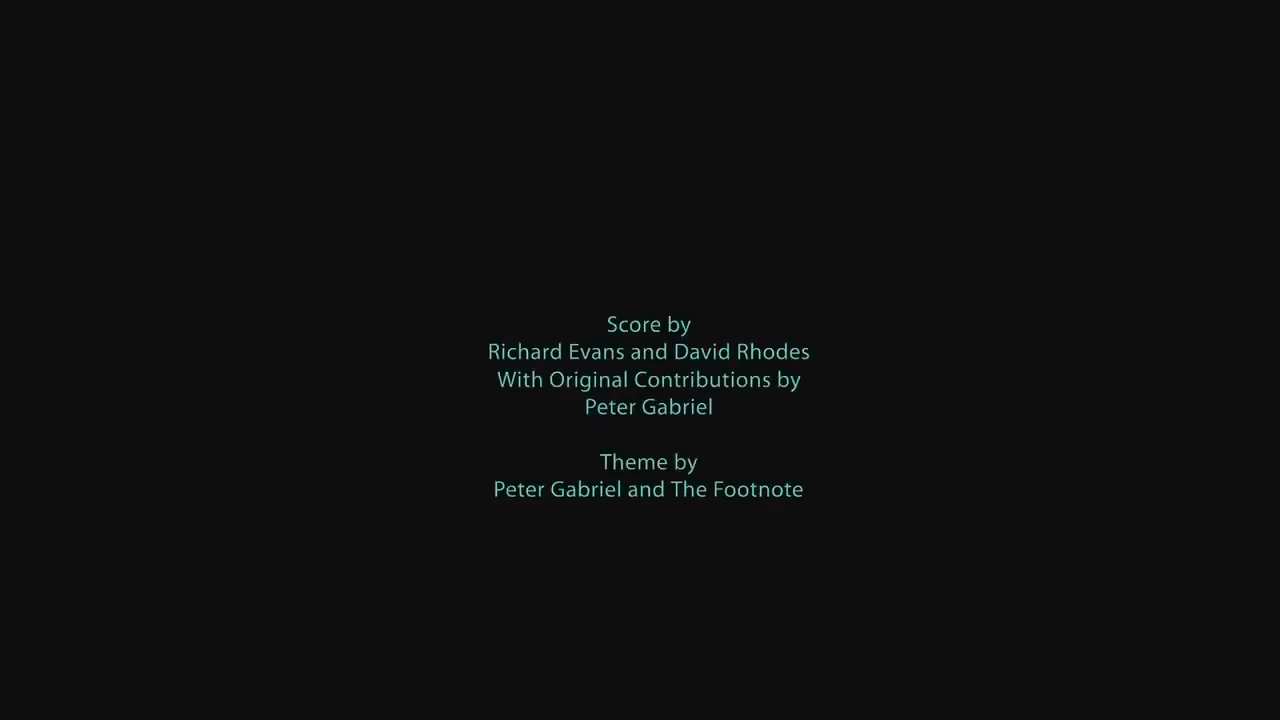 Score by
Richard Evans and David Rhodes
With Original Contributions by
Peter Gabriel
Theme by
Peter Gabriel and The Footnote